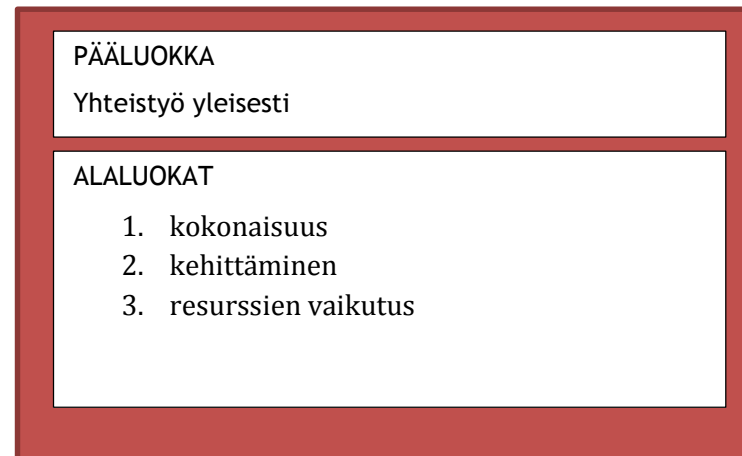 PÄÄLUOKKA
Yhteistyö yleisesti
ALALUOKAT
1. kokonaisuus
2. kehittäminen
3. resurssien vaikutus